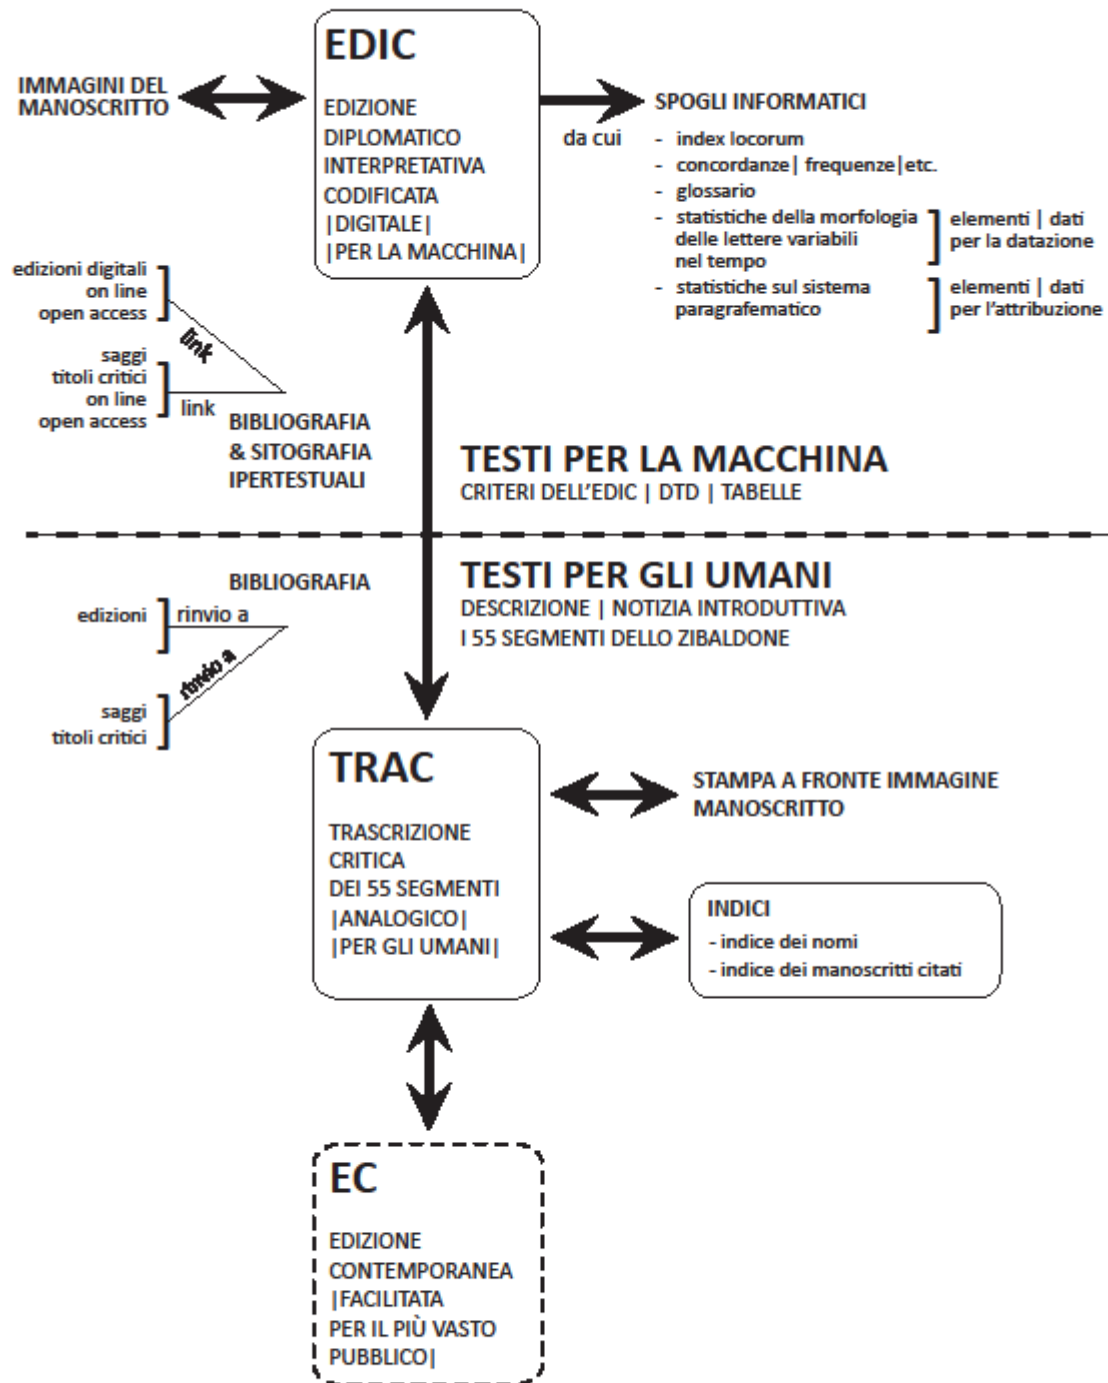 EDIC
EDIZIONE
DIPLOMATICO
INTERPRETATIVA
CODIFICATA
|DIGITALE|
|PER LA MACCHINA|
IMMAGINI DEL
MANOSCRITTO
da cui
SPOGLI INFORMATICI
- index locorum
- concordanze| frequenze|etc.
- glossario
- statistiche della morfologia
delle lettere variabili
nel tempo
] elementi | dati
per la datazione
- statistiche sul sistema
paragrafematico
] elementi | dati
per l'attribuzione
edizioni digitali ]
on line
open access
link
saggi ]
titoli critici
on line
open access
link
BIBLIOGRAFIA
& SITOGRAFIA
IPERTESTUALI
TESTI PER LA MACCHINA
CRITERI DELL'EDIC | DTD | TABELLE
TESTI PER GLI UMANI
DESCRIZIONE | NOTIZIA INTRODUTTIVA
I 55 SEGMENTI DELLO ZIBALDONE
BIBLIOGRAFIA
edizioni ] rinvio a
rinvio a
saggi ]
titoli critici
TRAC
TRASCRIZIONE
CRITICA
DEI 55 SEGMENTI
|ANALOGICO|
|PER GLI UMANI|
STAMPA A FRONTE IMMAGINE
MANOSCRITTO
INDICI
- indice dei nomi
- indice dei manoscritti citati
EC
EDIZIONE
CONTEMPORANEA
|FACILITATA
PER IL PIÙ VASTO
PUBBLICO|